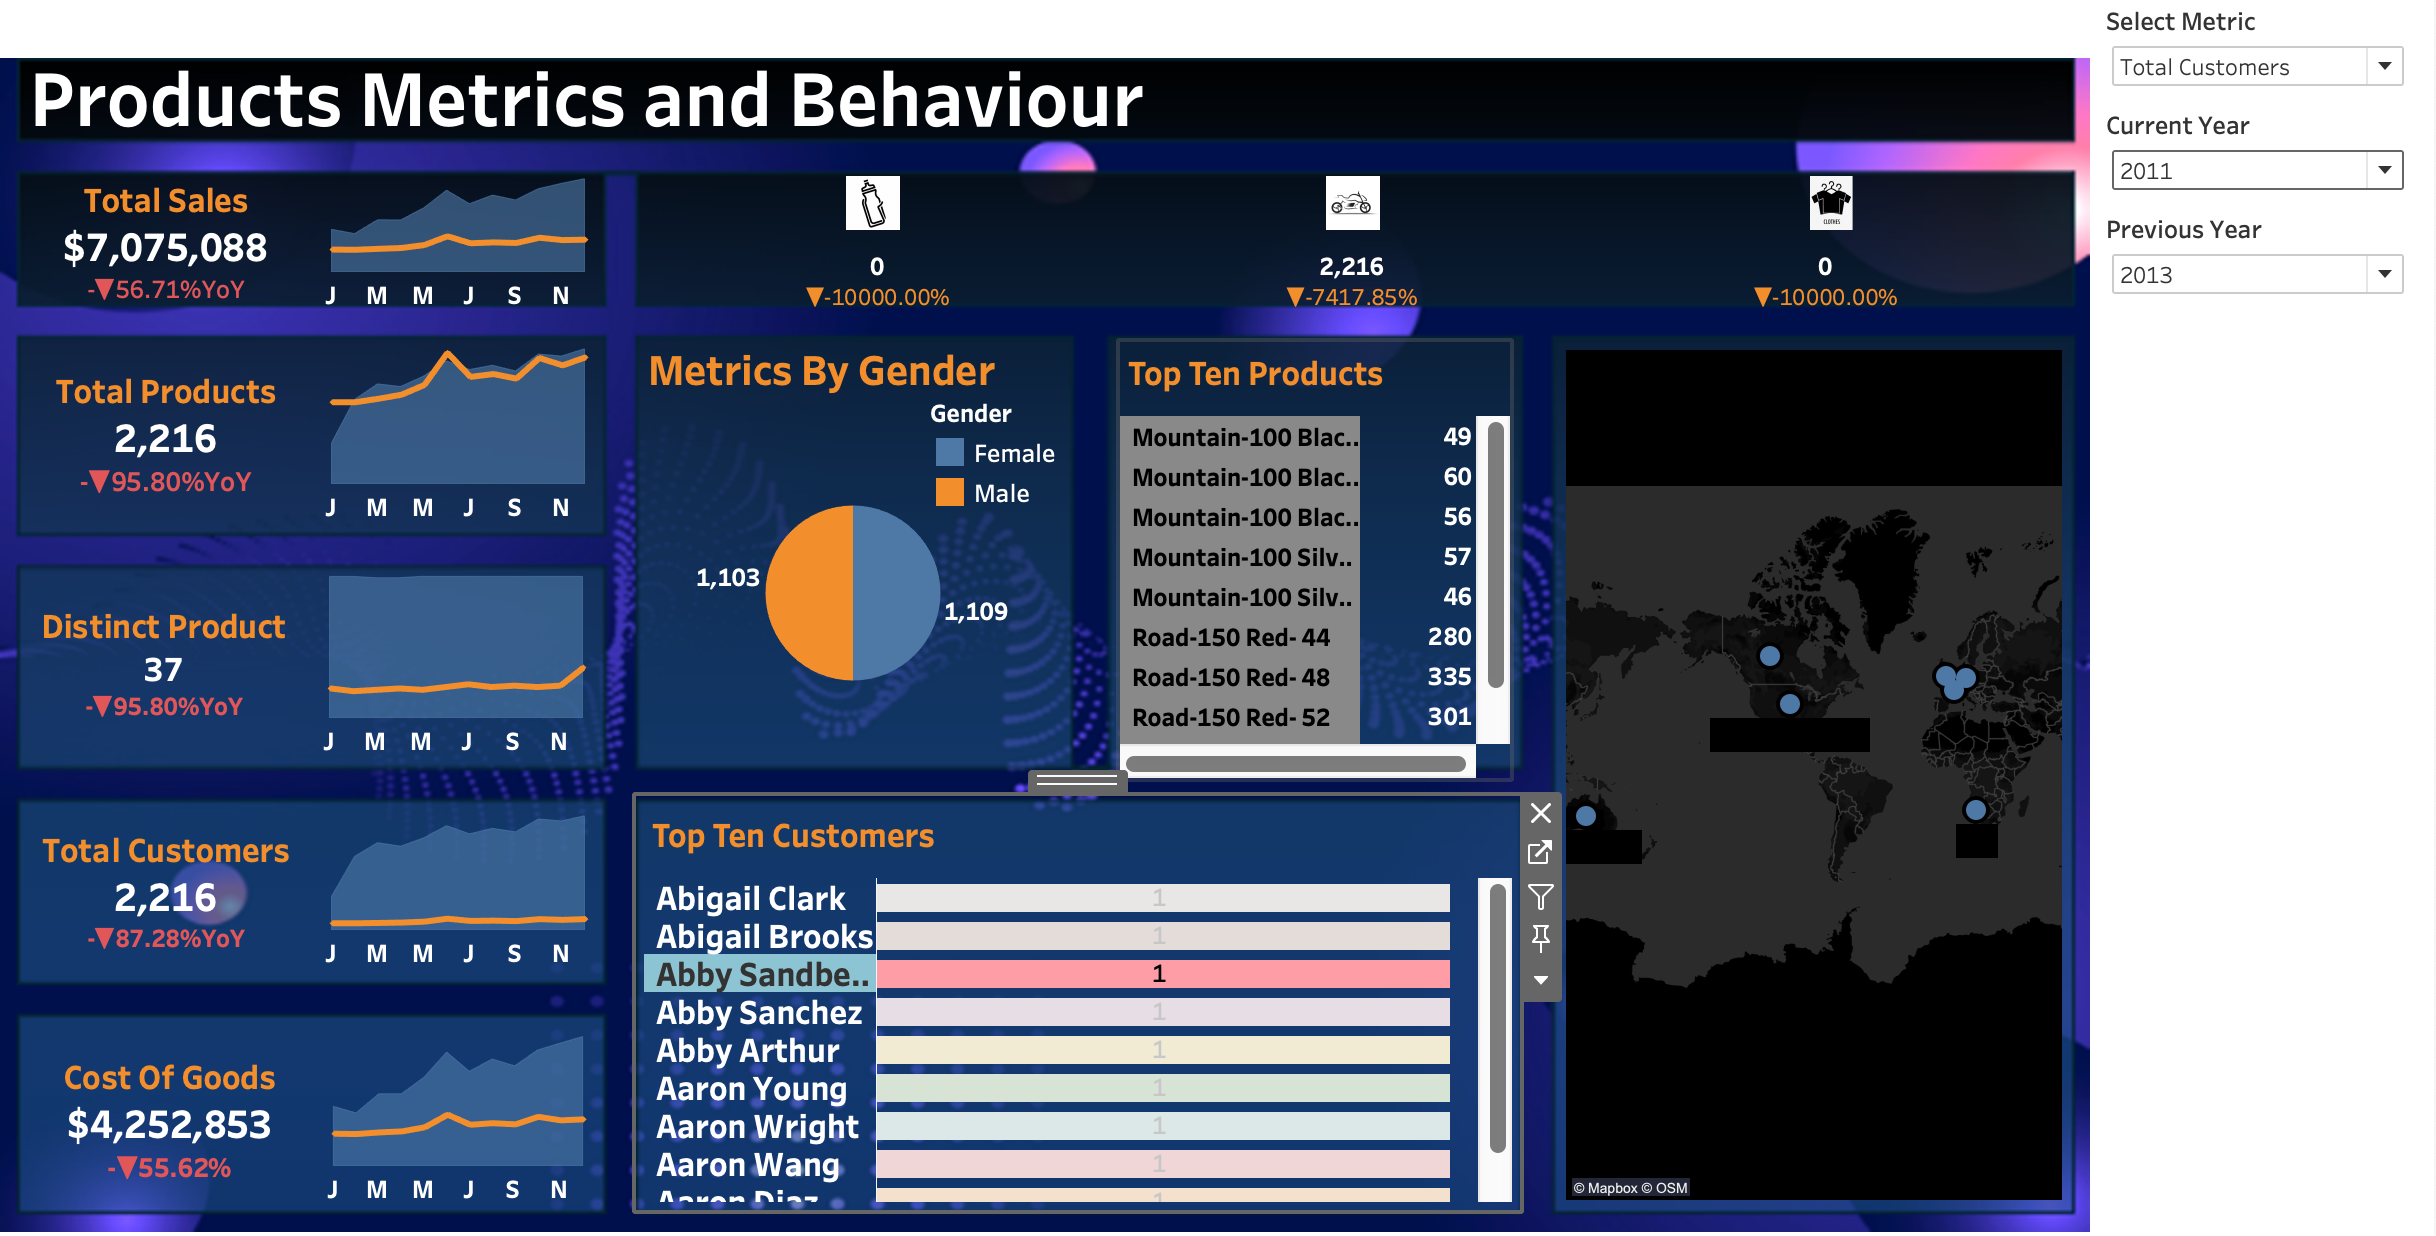 Products Metrics and Behaviour
Select Metric
Total Customers
Current Year
2011
Previous Year
2013
Total Sales
$7,075,088
-▼56.71%YoY
J M M J S N
CLOTHES
0 2,216 0
▼-10000.00% ▼-7417.85% ▼-10000.00%
Total Products
2,216
-▼95.80%YoY
J M M J S N
Distinct Product
37
-▼95.80%YoY
J M M J S N
Total Customers
2,216
-▼87.28%YoY
J M M J S N
Cost Of Goods
$4,252,853
-▼55.62%
J M M J S N
Metrics By Gender
Gender
Female
Male
1,103
1,109
Top Ten Products
Mountain-100 Blac.. 49
Mountain-100 Blac.. 60
Mountain-100 Blac.. 56
Mountain-100 Silv.. 57
Mountain-100 Silv.. 46
Road-150 Red- 44 280
Road-150 Red- 48 335
Road-150 Red- 52 301
Top Ten Customers
Abigail Clark 1
Abigail Brooks 1
Abby Sandbe.. 1
Abby Sanchez 1
Abby Arthur 1
Aaron Young 1
Aaron Wright 1
Aaron Wang 1
Aaron Diaz 1
© Mapbox © OSM